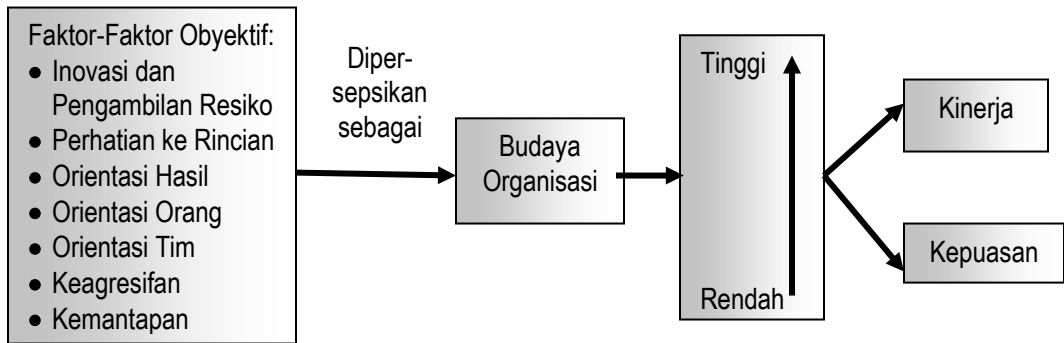 Faktor-Faktor Obyektif:
● Inovasi dan
Pengambilan Resiko
● Perhatian ke Rincian
● Orientasi Hasil
● Orientasi Orang
● Orientasi Tim
● Keagresifan
● Kemantapan
Diper-
sepsikan
sebagai
Budaya
Organisasi
Tinggi
Rendah
Kinerja
Kepuasan